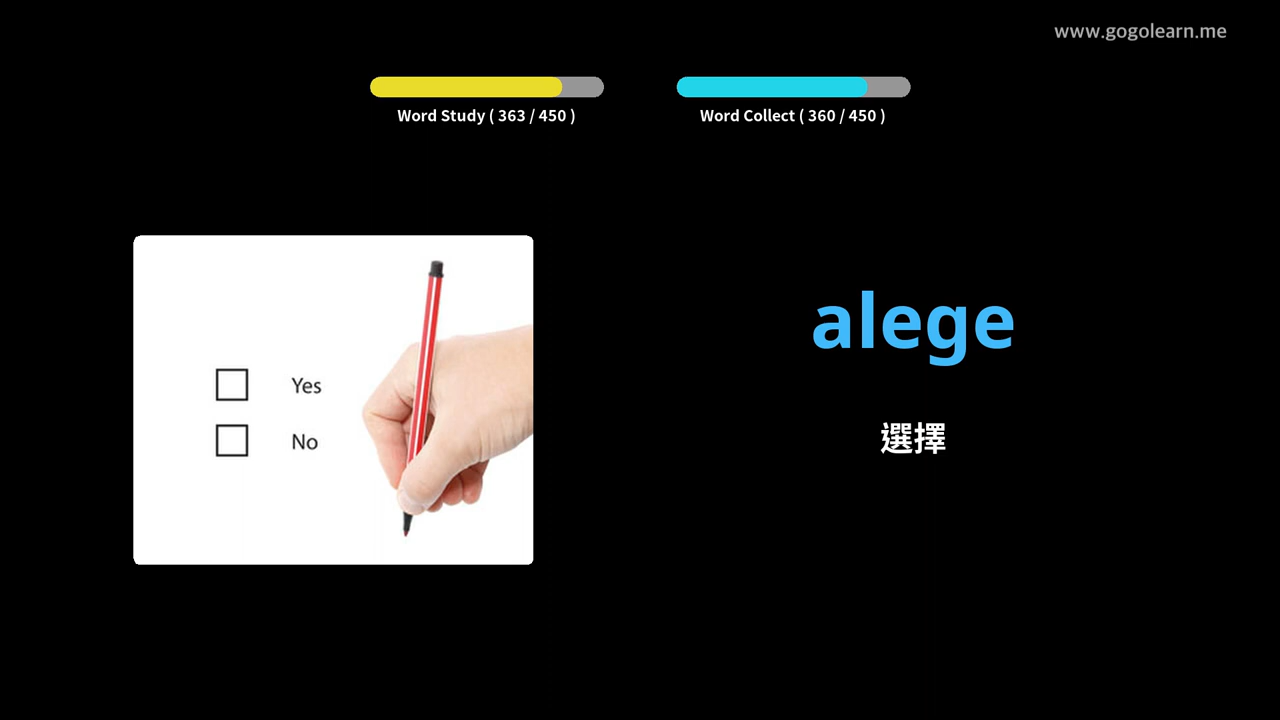 www.gogolearn.me
Word Study ( 363 / 450 )
Word Collect ( 360 / 450 )
Yes
No
alege
選擇